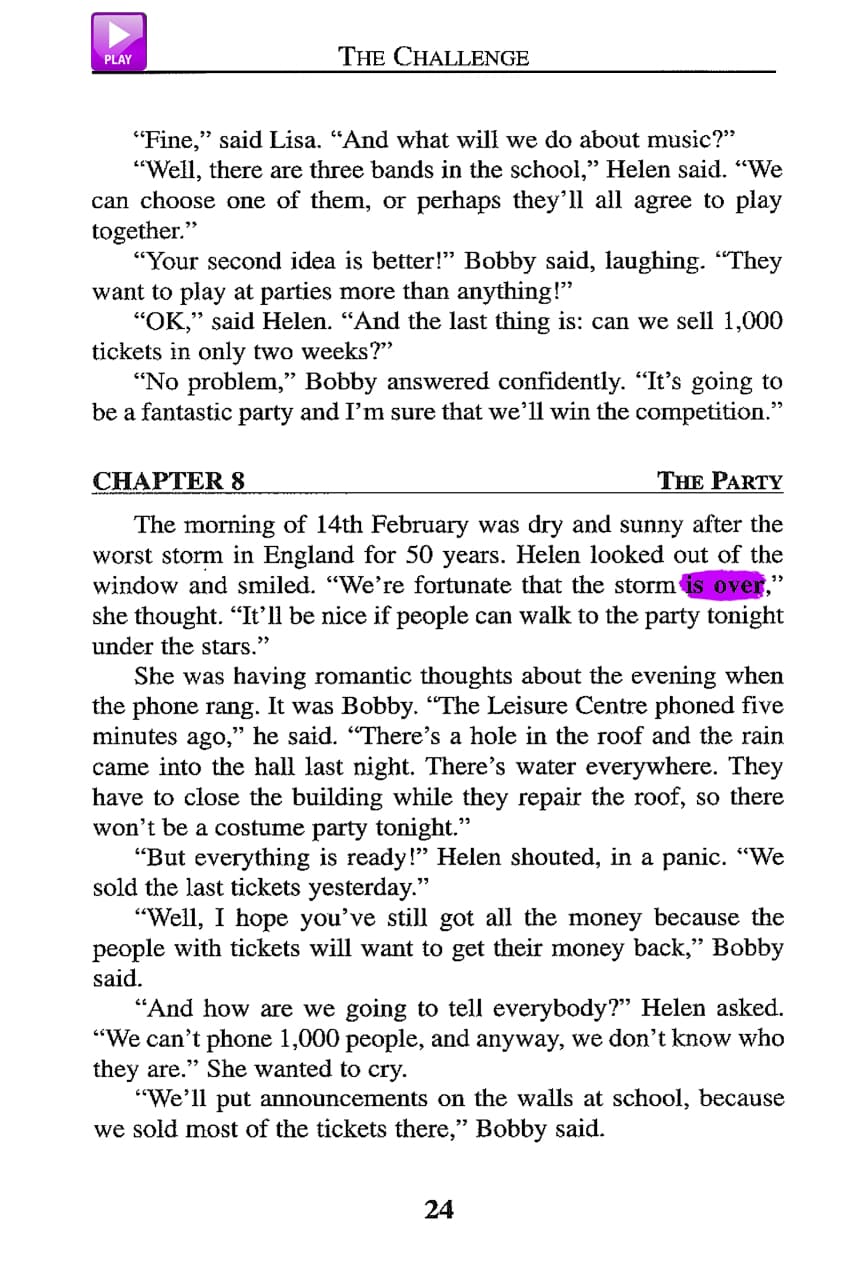 PLAY
THE CHALLENGE
“Fine,” said Lisa. “And what will we do about music?”
“Well, there are three bands in the school,” Helen said. “We
can choose one of them, or perhaps they’ll all agree to play
together.”
“Your second idea is better!” Bobby said, laughing. “They
want to play at parties more than anything!”
“OK,” said Helen. “And the last thing is: can we sell 1,000
tickets in only two weeks?”
“No problem,” Bobby answered confidently. “It’s going to
be a fantastic party and I’m sure that we’ll win the competition.”
CHAPTER 8 THE PARTY
The morning of 14th February was dry and sunny after the
worst storm in England for 50 years. Helen looked out of the
window and smiled. “We’re fortunate that the storm is over,”
she thought. “It’ll be nice if people can walk to the party tonight
under the stars.”
She was having romantic thoughts about the evening when
the phone rang. It was Bobby. “The Leisure Centre phoned five
minutes ago,” he said. “There’s a hole in the roof and the rain
came into the hall last night. There’s water everywhere. They
have to close the building while they repair the roof, so there
won’t be a costume party tonight.”
“But everything is ready!” Helen shouted, in a panic. “We
sold the last tickets yesterday.”
“Well, I hope you’ve still got all the money because the
people with tickets will want to get their money back,” Bobby
said.
“And how are we going to tell everybody?” Helen asked.
“We can’t phone 1,000 people, and anyway, we don’t know who
they are.” She wanted to cry.
“We’ll put announcements on the walls at school, because
we sold most of the tickets there,” Bobby said.
24